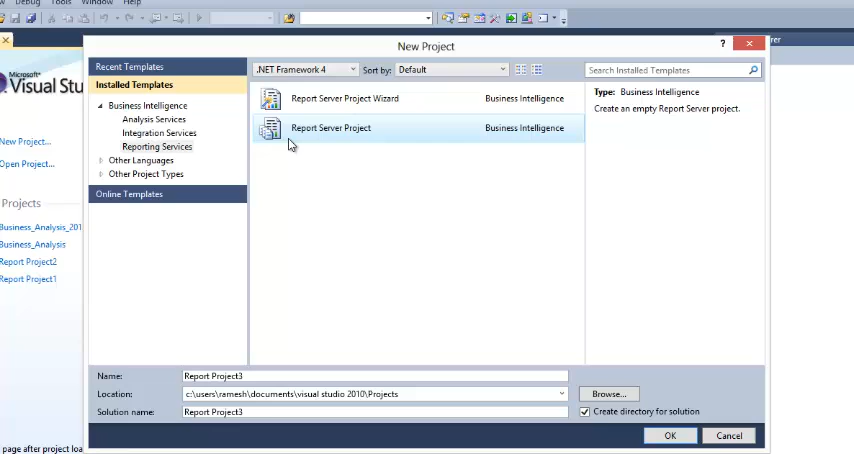 Debug Tools Window Help
New Project
? 
Microsoft®
Visual Stu
New Project...
Open Project...
Projects
Business_Analysis_201
Business_Analysis
Report Project2
Report Project1
page after project loa
Recent Templates
Installed Templates
Business Intelligence
Analysis Services
Integration Services
Reporting Services
Other Languages
Other Project Types
Online Templates
.NET Framework 4 Sort by: Default
Report Server Project Wizard Business Intelligence
Report Server Project Business Intelligence
Search Installed Templates
Type: Business Intelligence
Create an empty Report Server project.
Name: Report Project3
Location: c:\users\ramesh\documents\visual studio 2010\Projects Browse...
Solution name: Report Project3 Create directory for solution
OK Cancel